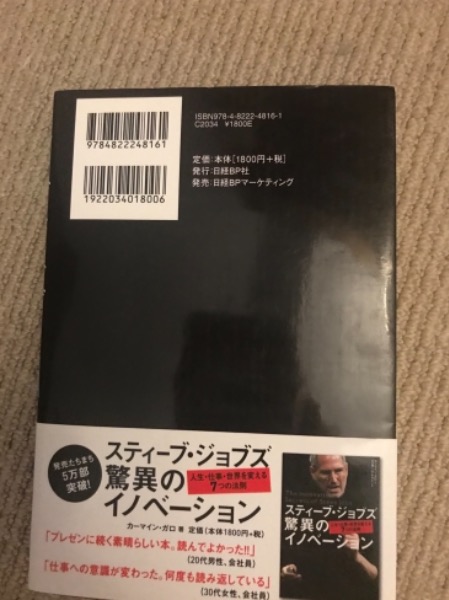 ISBN978-4-8222-4816-1
C2034 ¥1800E
9784822248161
1922034018006
定価：本体[1800円＋税]
発行：日経BP社
発売：日経BPマーケティング
発売たちまち
5万部
突破!
スティーブ・ジョブズ
驚異の
人生・仕事・世界を変える
7つの法則
イノベーション
カーマイン・ガロ 著 定価（本体1800円＋税）
「プレゼンに続く素晴らしい本。読んでよかった!!」
（20代男性、会社員）
「仕事への意識が変わった。何度も読み返している」
（30代女性、会社員）
スティーブ・ジョブズ
驚異の
イノベーション